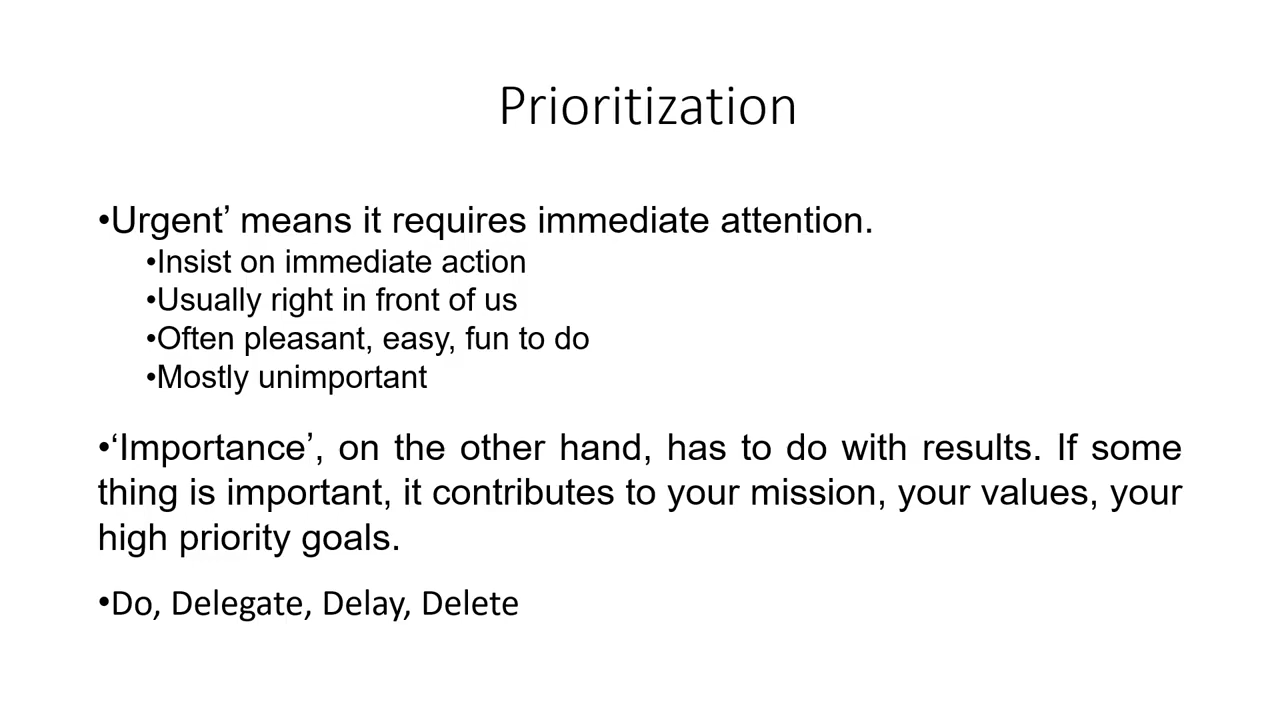 Prioritization
•Urgent’ means it requires immediate attention.
•Insist on immediate action
•Usually right in front of us
•Often pleasant, easy, fun to do
•Mostly unimportant
•‘Importance’, on the other hand, has to do with results. If some
thing is important, it contributes to your mission, your values, your
high priority goals.
•Do, Delegate, Delay, Delete